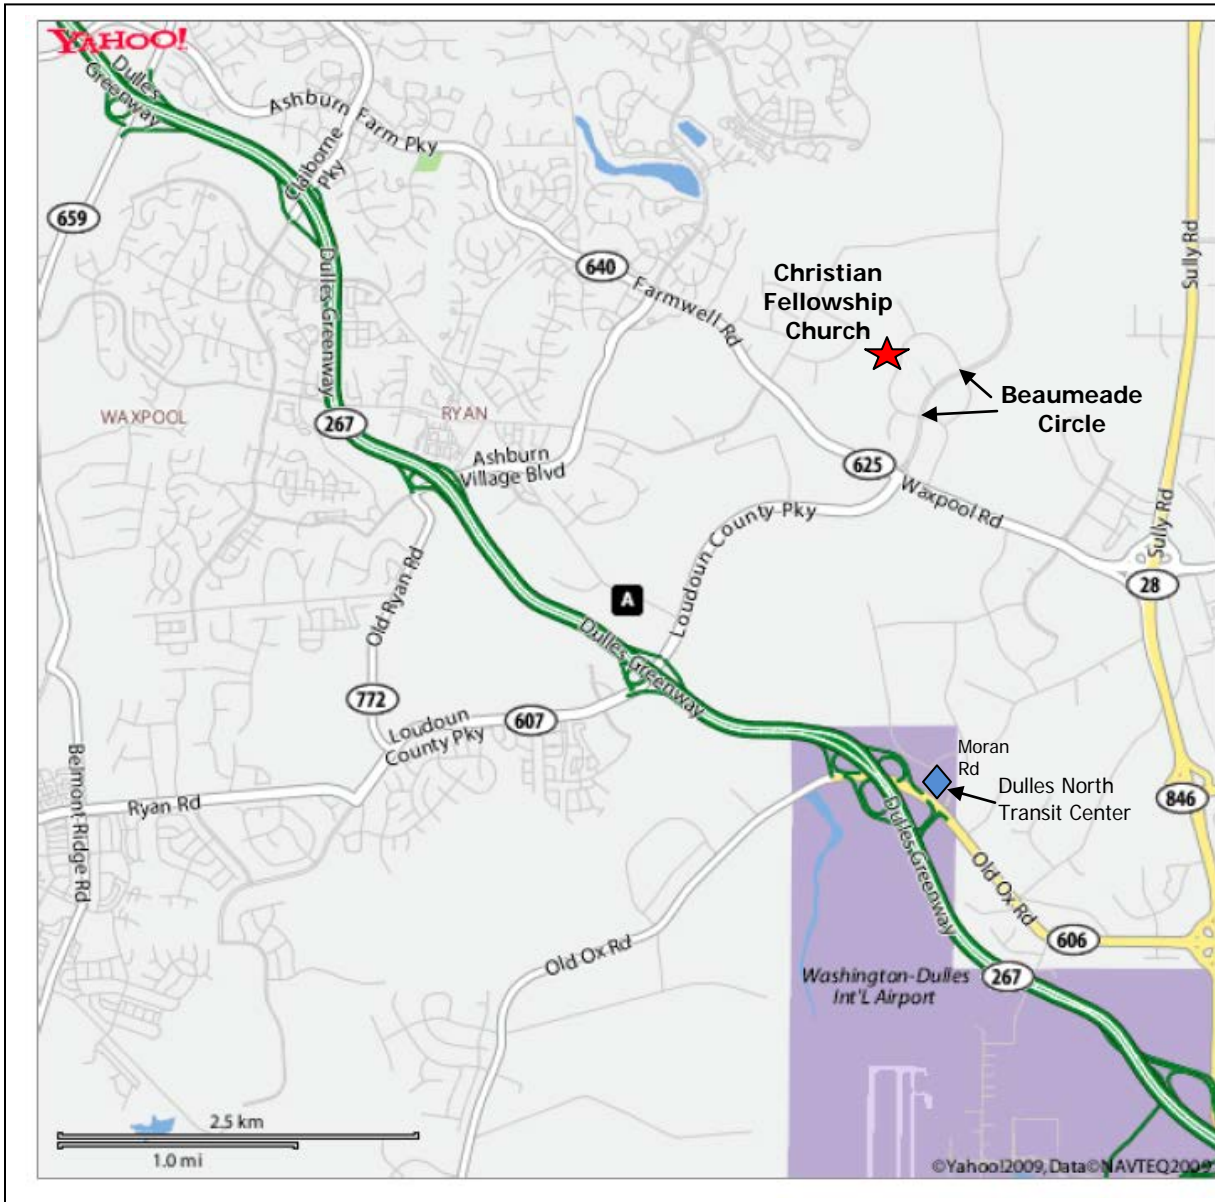 YAHOO!
Dulles
Greenway
Ashburn Farm Pky
Claiborne
Pky
659
Dulles Greenway
640
Farmwell Rd
Sully Rd
Christian
Fellowship
Church
Beaumeade
Circle
WAXPOOL
267
RYAN
Ashburn
Village Blvd
625
Waxpool Rd
Sully Rd
Loudoun County Pky
28
Old Ryan Rd
A
Dulles Greenway
772
Loudoun
County Pky
607
Belmont Ridge Rd
Ryan Rd
Moran
Rd
Dulles North
Transit Center
846
Dulles Greenway
Old Ox Rd
606
Old Ox Rd
Washington-Dulles
Int'L Airport
267
2.5 km
1.0 mi
©Yahoo!2009, Data©NAVTEQ2009